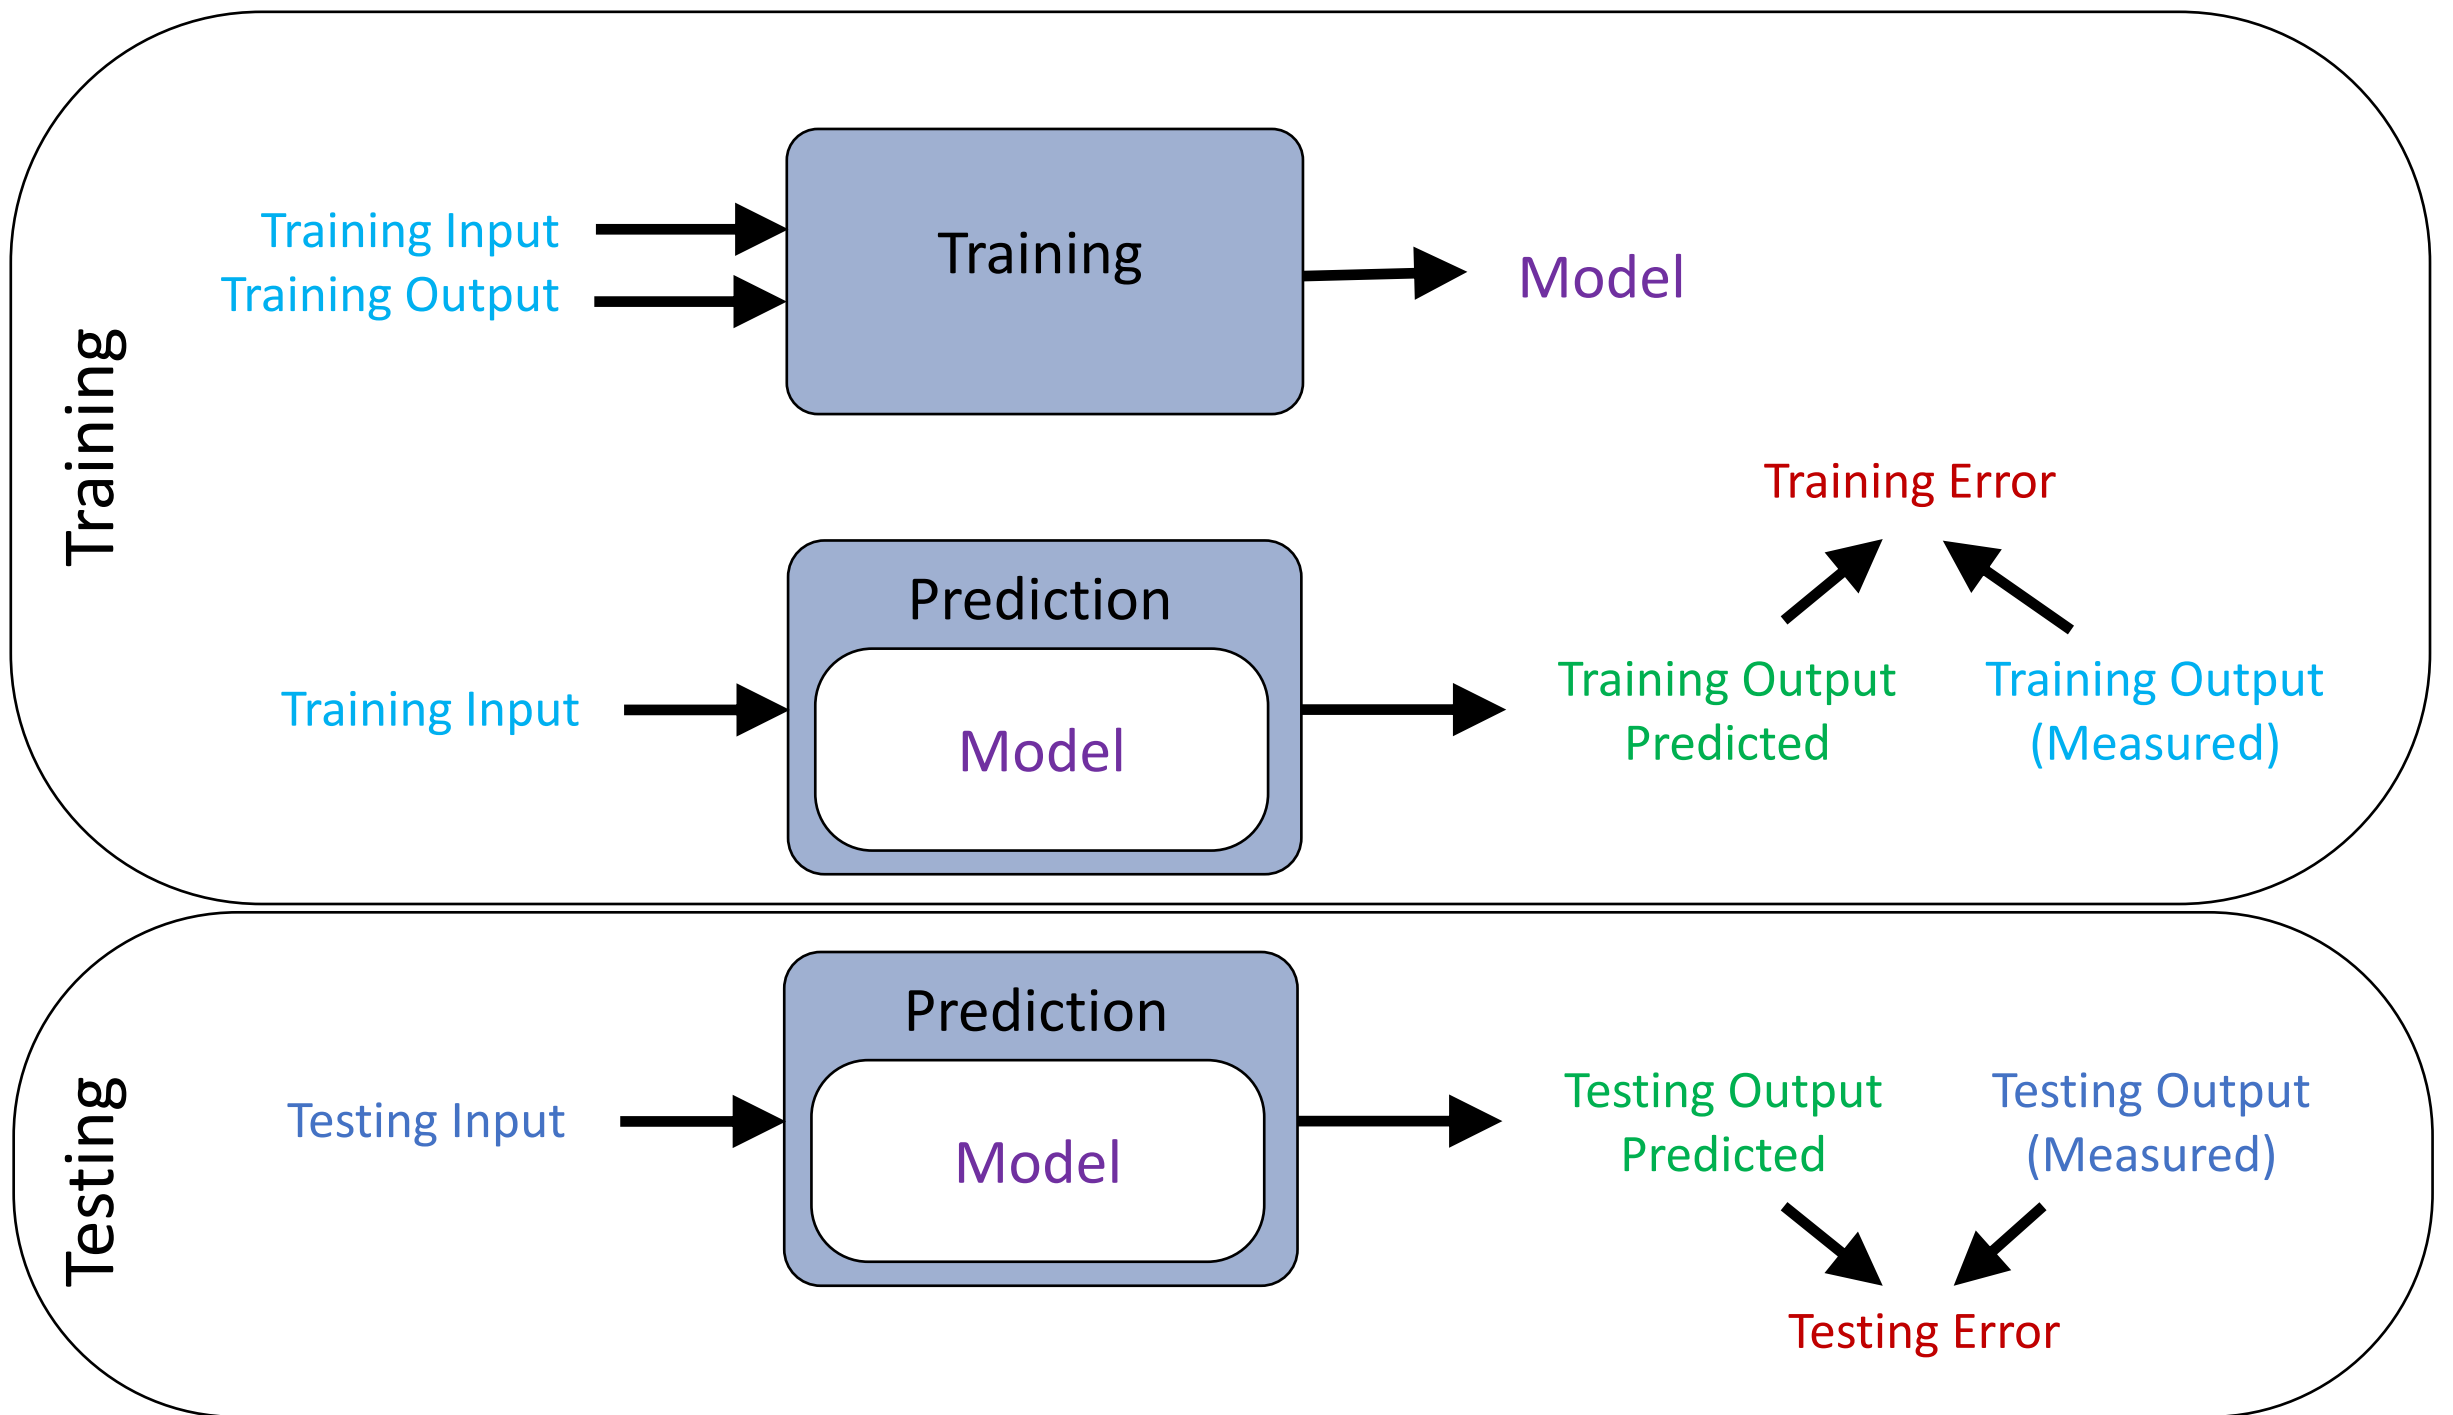 Training
Training Input
Training Output
Training
Model
Training Error
Prediction
Training Input
Model
Training Output
Predicted
Training Output
(Measured)
Testing
Prediction
Testing Input
Model
Testing Output
Predicted
Testing Output
(Measured)
Testing Error